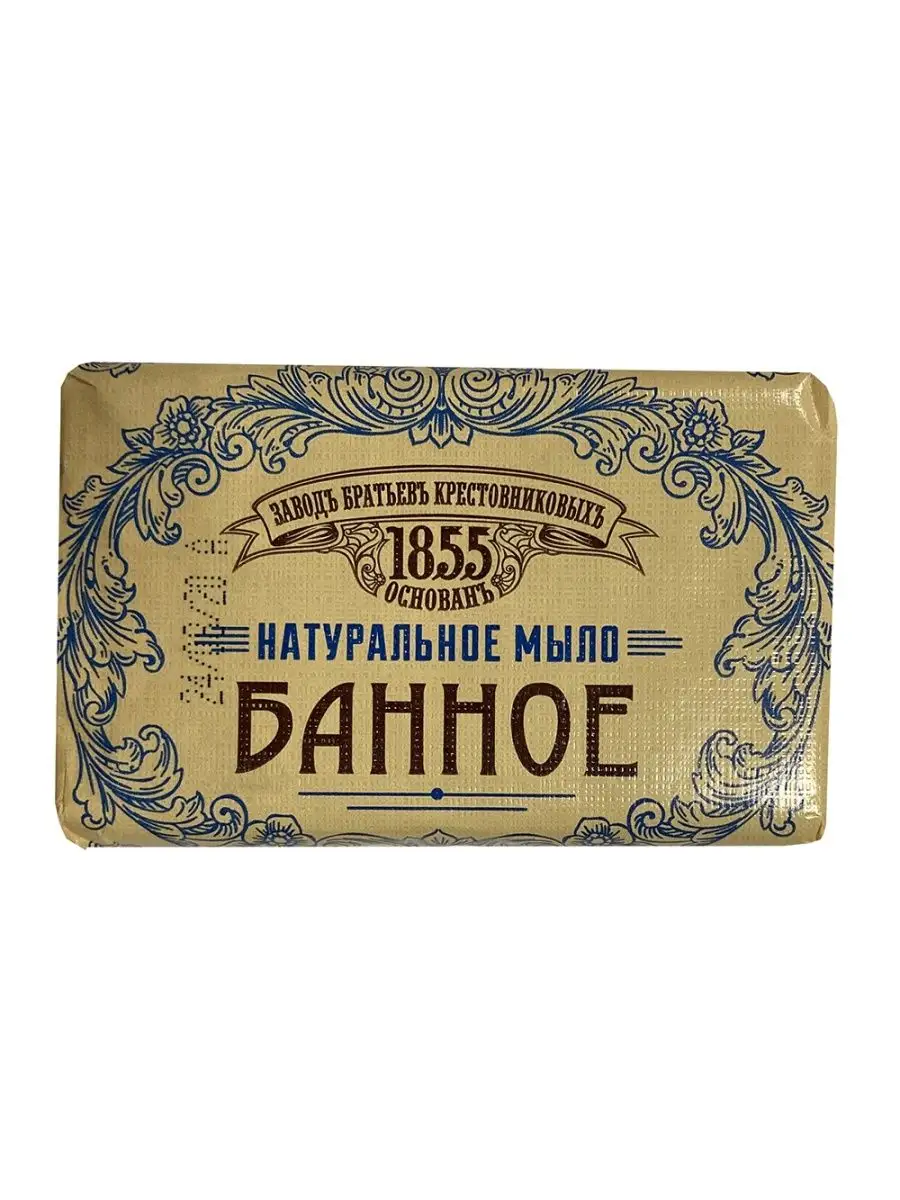 ЗАВОДЪ БРАТЬЕВЪ КРЕСТОВНИКОВЫХЪ
1855
ОСНОВАНЪ
НАТУРАЛЬНОЕ МЫЛО
БАННОЕ